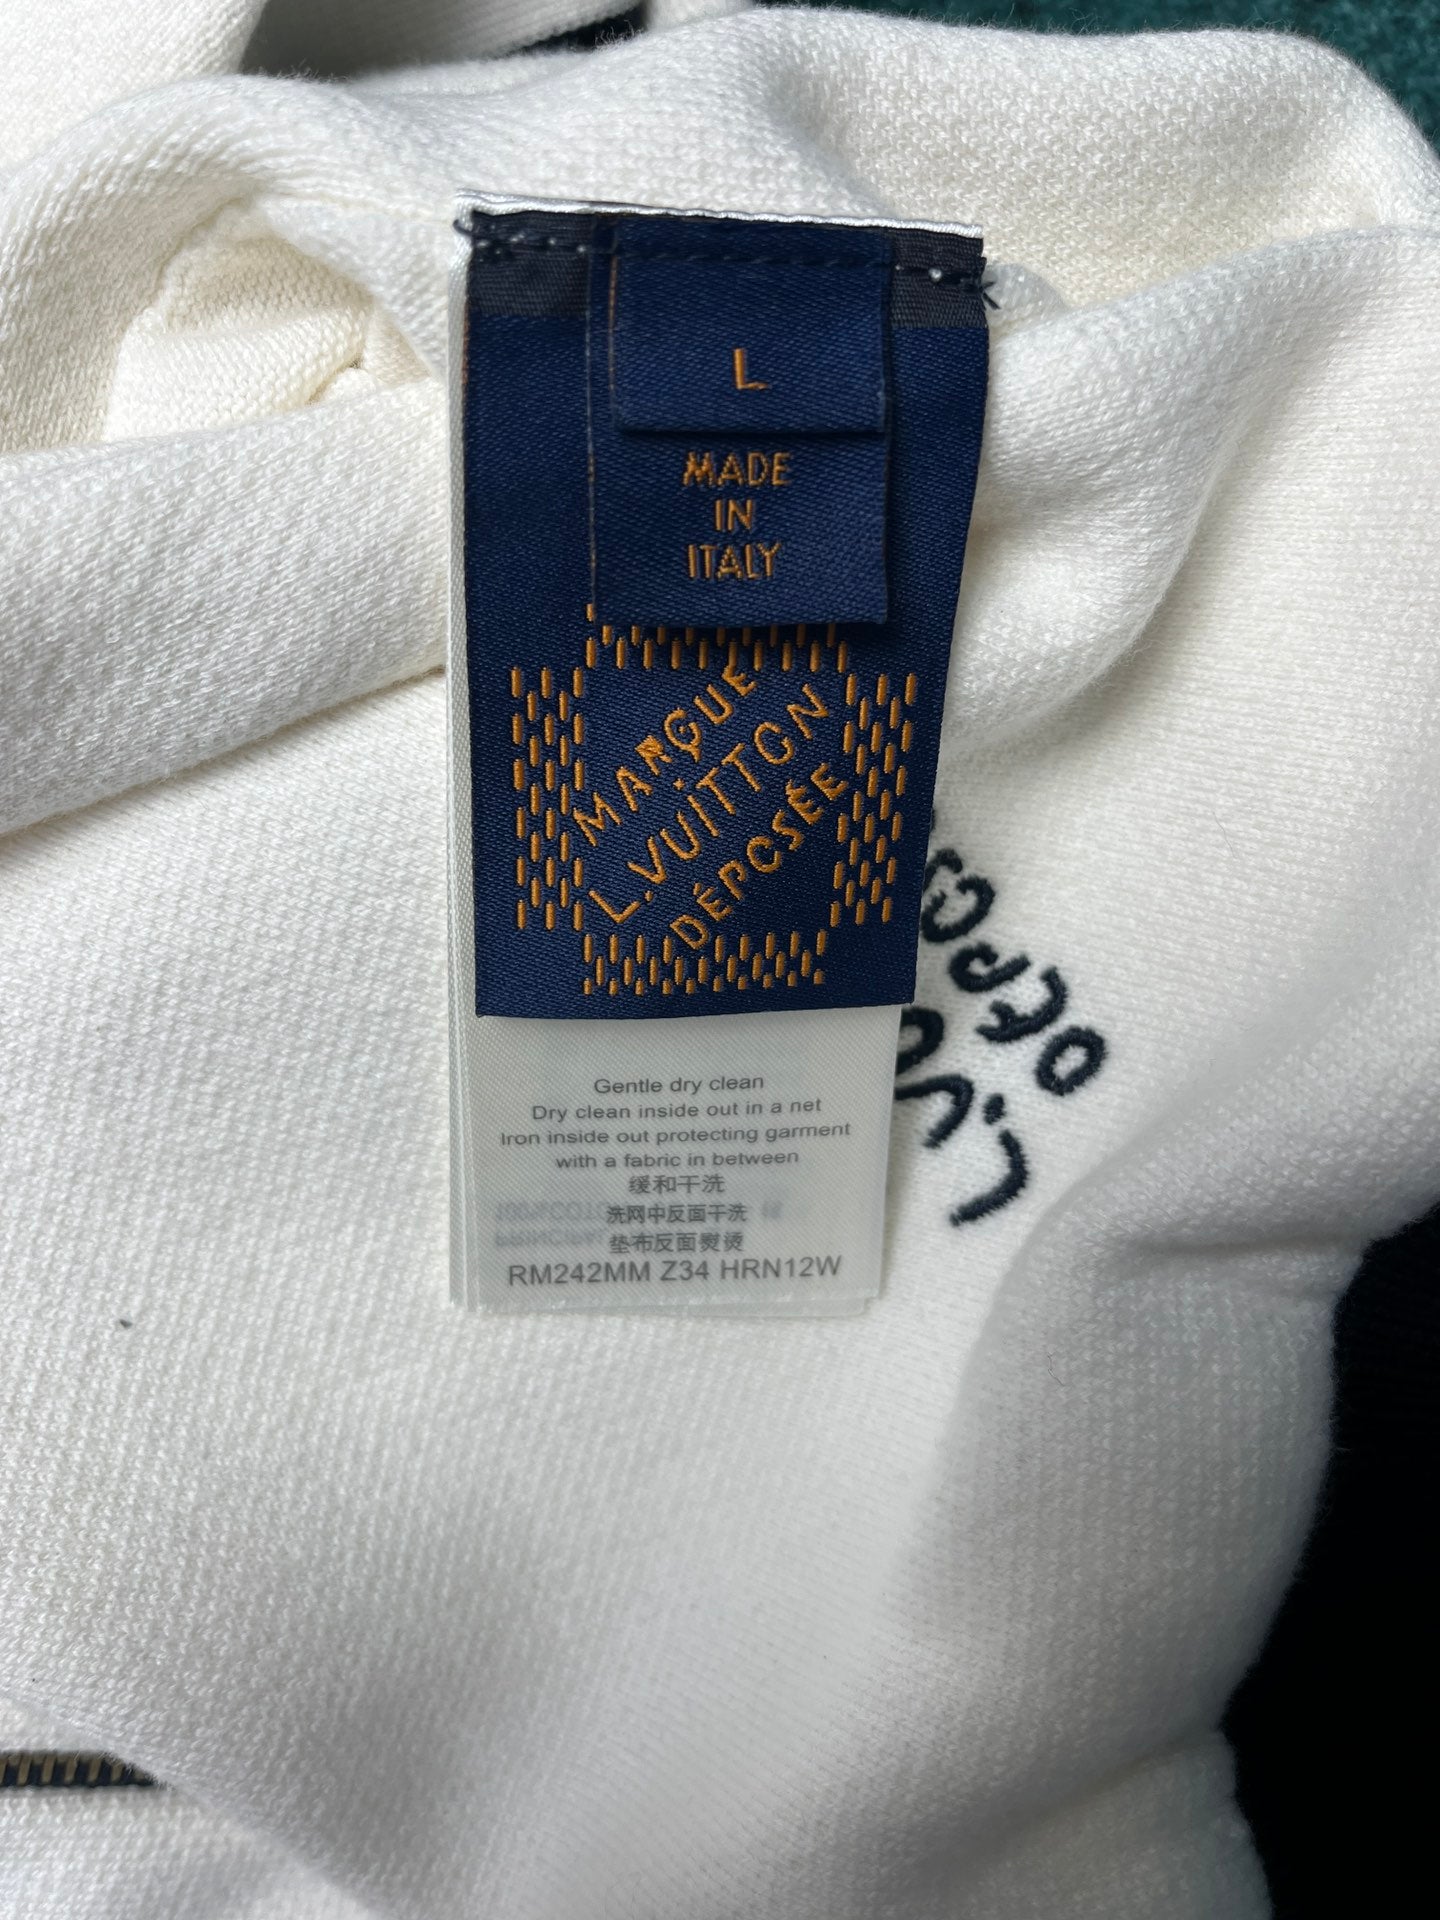 L
MADE
IN
ITALY
MARQUE
L.VUITTON
DÉPOSÉE
Gentle dry clean
Dry clean inside out in a net
Iron inside out protecting garment
with a fabric in between
缓和干洗
洗网中反面干洗
垫布反面熨烫
RM242MM Z34 HRN12W